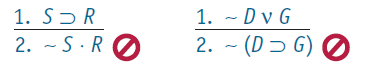 1. S ⊃ R
2. ~ S · R
1. ~ D v G
2. ~ (D ⊃ G)